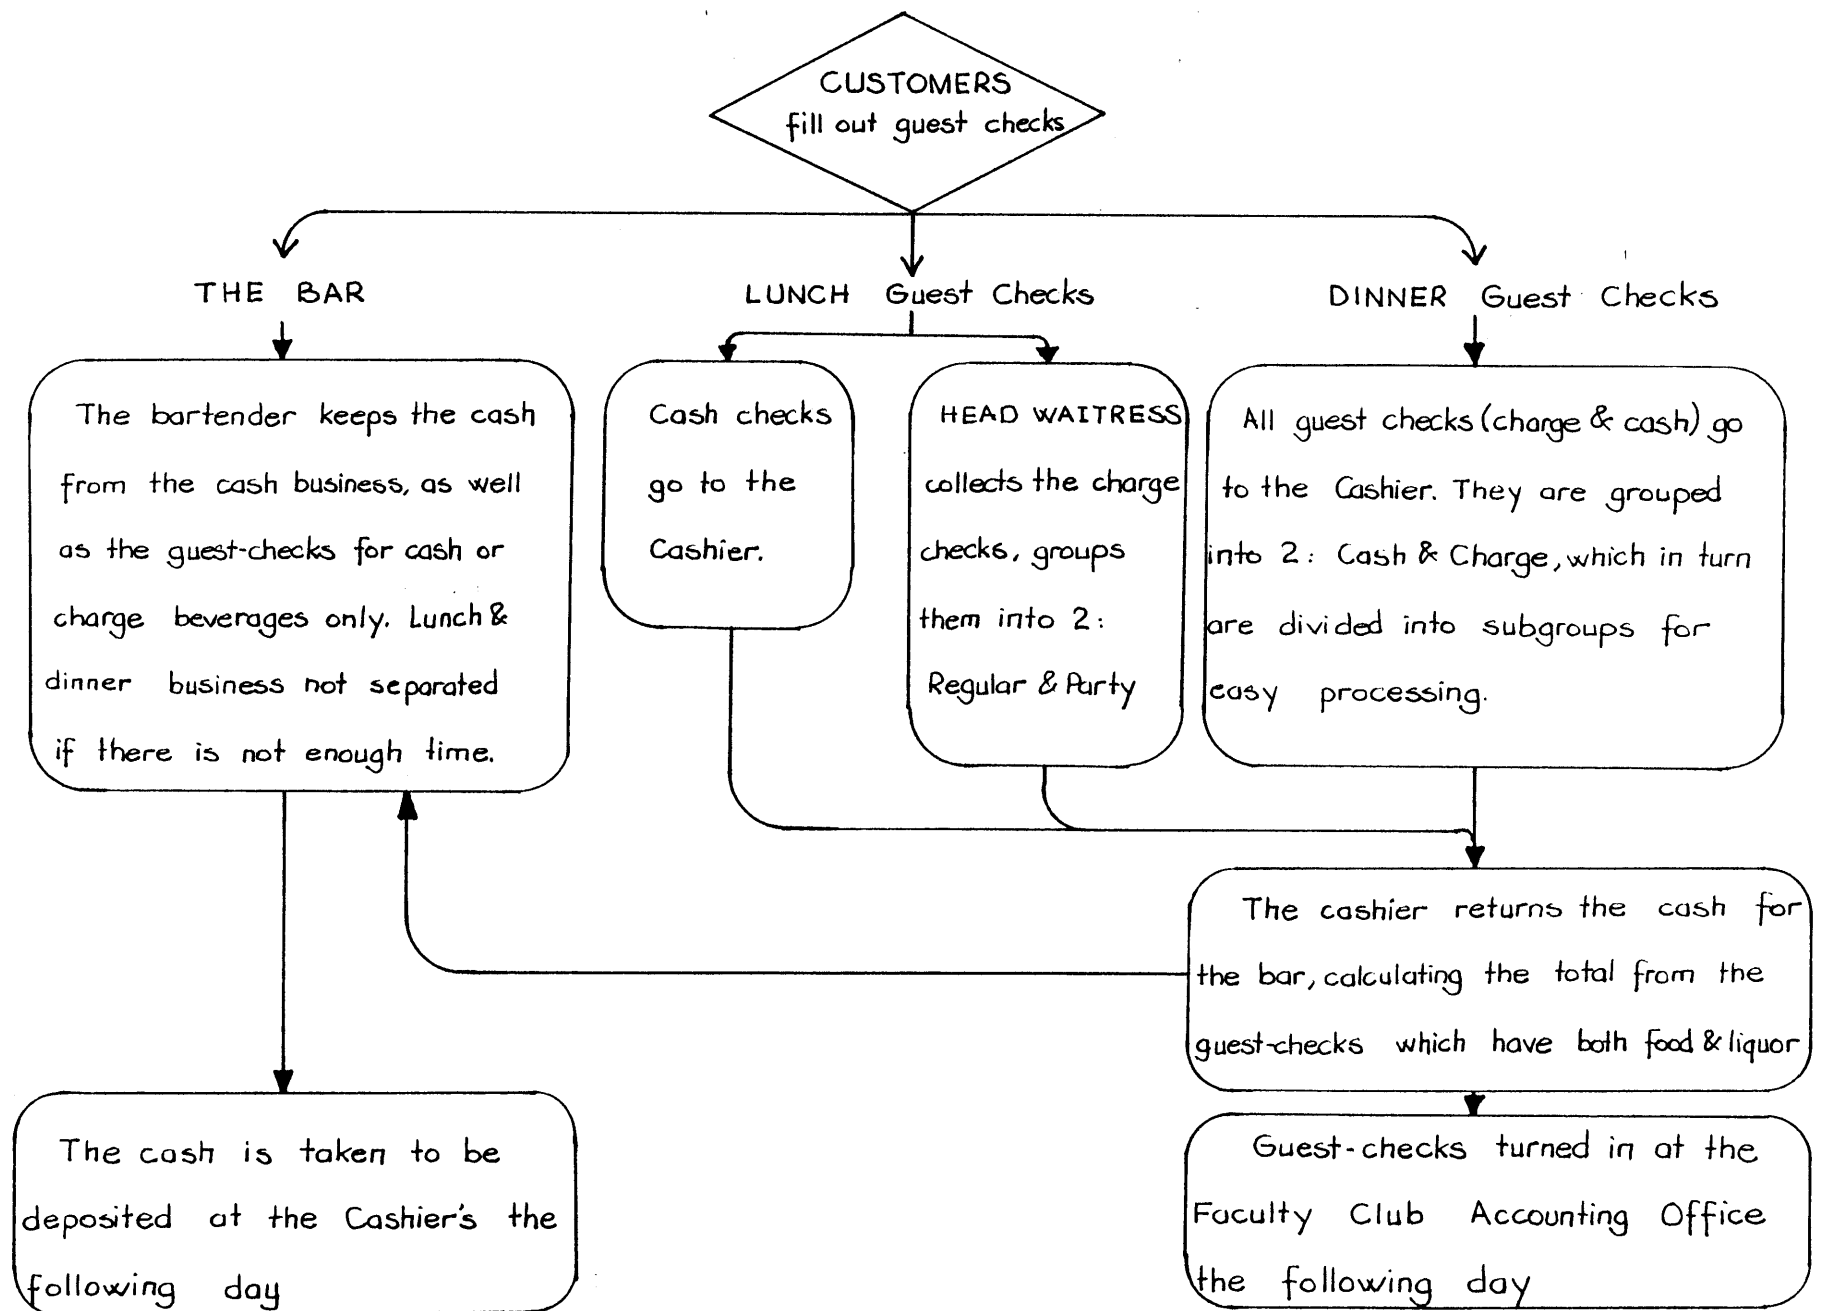 CUSTOMERS
fill out guest checks
THE BAR
LUNCH Guest Checks
DINNER Guest Checks
The bartender keeps the cash
from the cash business, as well
as the guest-checks for cash or
charge beverages only. Lunch &
dinner business not separated
if there is not enough time.
Cash checks
go to the
Cashier.
HEAD WAITRESS
collects the charge
checks, groups
them into 2:
Regular & Party
All guest checks (charge & cash) go
to the Cashier. They are grouped
into 2: Cash & Charge, which in turn
are divided into subgroups for
easy processing.
The cashier returns the cash for
the bar, calculating the total from the
guest-checks which have both food & liquor
The cash is taken to be
deposited at the Cashier's the
following day
Guest-checks turned in at the
Faculty Club Accounting Office
the following day